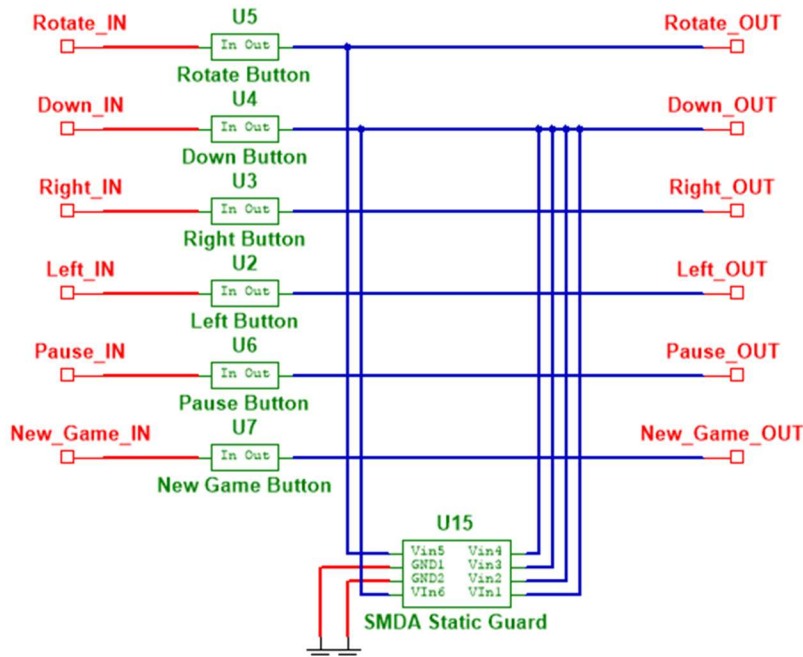 U5
Rotate_IN Rotate_OUT
In Out
Rotate Button
U4
Down_IN Down_OUT
In Out
Down Button
U3
Right_IN Right_OUT
In Out
Right Button
U2
Left_IN Left_OUT
In Out
Left Button
U6
Pause_IN Pause_OUT
In Out
Pause Button
U7
New_Game_IN New_Game_OUT
In Out
New Game Button
U15
Vin5 Vin4
GND1 Vin3
GND2 Vin2
VIn6 VIn1
SMDA Static Guard